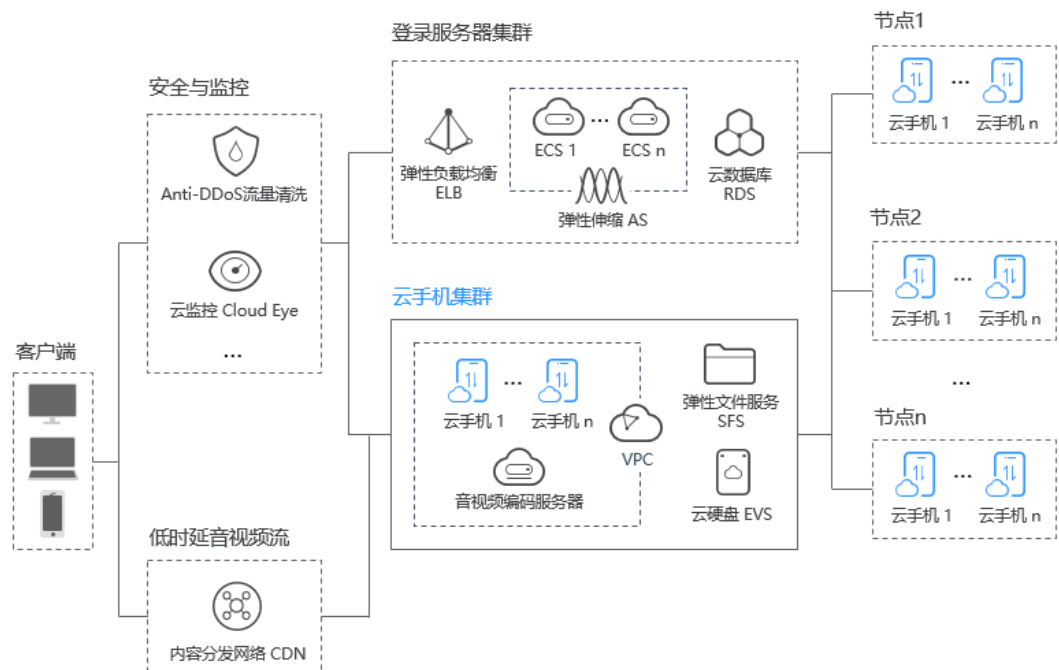 客户端
安全与监控
Anti-DDoS流量清洗
云监控 Cloud Eye
...
低时延音视频流
内容分发网络 CDN
登录服务器集群
弹性负载均衡
ELB
ECS 1
...
ECS n
弹性伸缩 AS
云数据库
RDS
云手机集群
云手机 1
...
云手机 n
音视频编码服务器
VPC
弹性文件服务
SFS
云硬盘 EVS
节点1
...
云手机 1
云手机 n
节点2
...
云手机 1
云手机 n
...
节点n
...
云手机 1
云手机 n